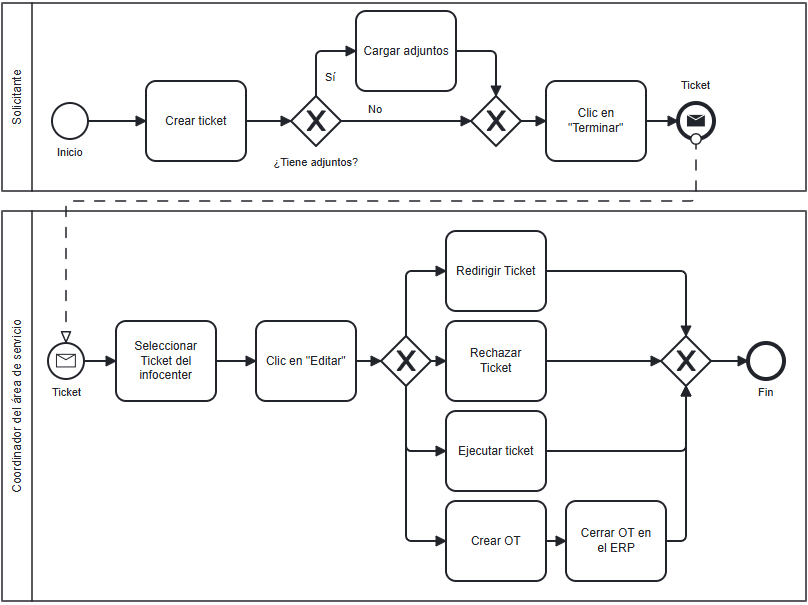 Solicitante
Inicio
Crear ticket
¿Tiene adjuntos?
Sí
No
Cargar adjuntos
Clic en
"Terminar"
Ticket
Coordinador del área de servicio
Ticket
Seleccionar
Ticket del
infocenter
Clic en "Editar"
Redirigir Ticket
Rechazar
Ticket
Ejecutar ticket
Crear OT
Cerrar OT en
el ERP
Fin